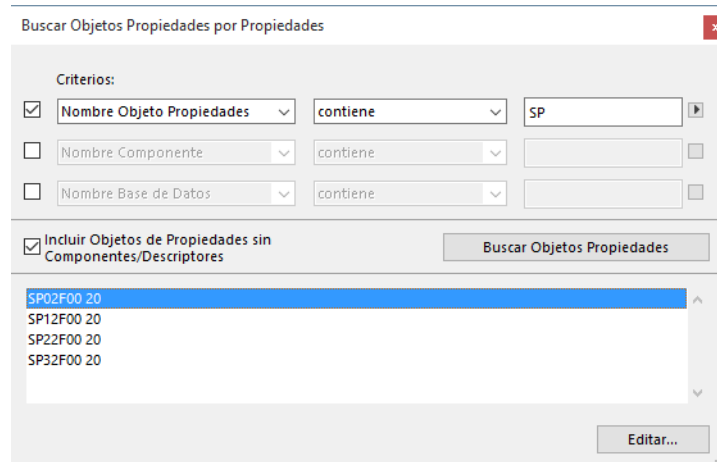 Buscar Objetos Propiedades por Propiedades
x
Criterios:
Nombre Objeto Propiedades contiene SP
Nombre Componente contiene
Nombre Base de Datos contiene
Incluir Objetos de Propiedades sin
Componentes/Descriptores
Buscar Objetos Propiedades
SP02F00 20
SP12F00 20
SP22F00 20
SP32F00 20
Editar...